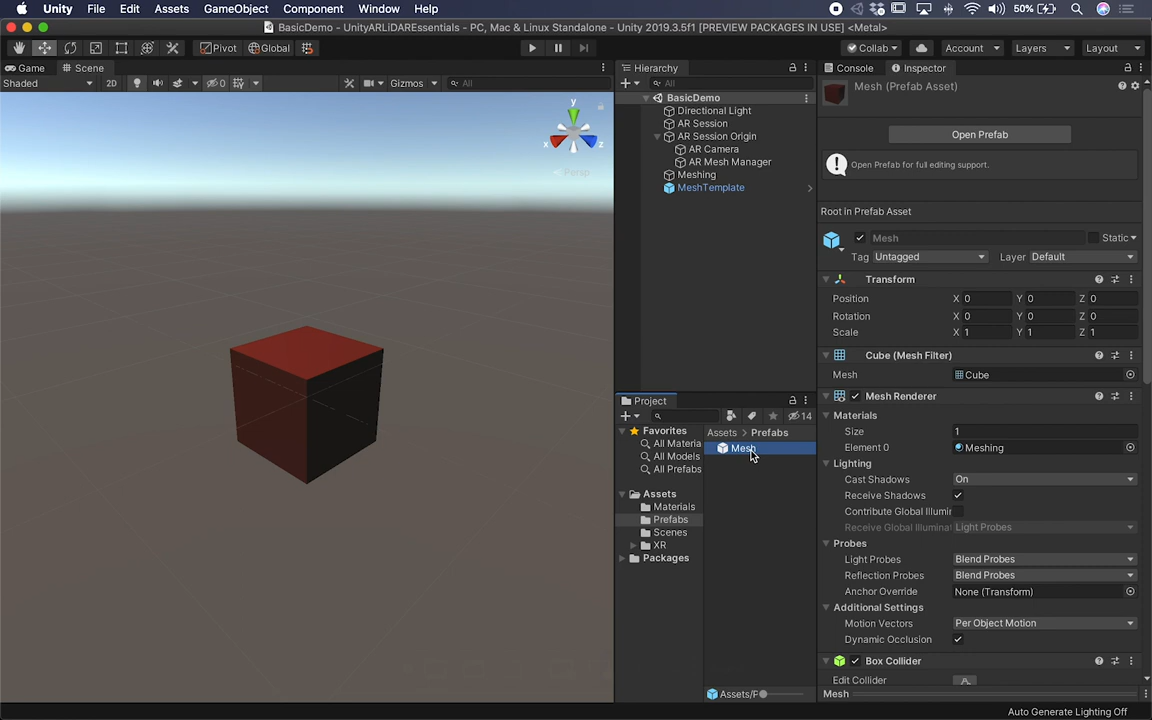 Unity File Edit Assets GameObject Component Window Help 50%
BasicDemo - UnityARLiDAREssentials - PC, Mac & Linux Standalone - Unity 2019.3.5f1 [PREVIEW PACKAGES IN USE] <Metal>
Pivot Global Collab Account Layers Layout
Game Scene
Shaded 2D 0 Gizmos All
y
x
z
Persp
Hierarchy
All
BasicDemo
Directional Light
AR Session
AR Session Origin
AR Camera
AR Mesh Manager
Meshing
MeshTemplate
Project
14
Favorites
All Materia
All Models
All Prefabs
Assets
Materials
Prefabs
Scenes
XR
Packages
Assets > Prefabs
Mesh
Assets/P
Console Inspector
Mesh (Prefab Asset)
Open Prefab
Open Prefab for full editing support.
Root in Prefab Asset
Mesh Static
Tag Untagged Layer Default
Transform
Position X 0 Y 0 Z 0
Rotation X 0 Y 0 Z 0
Scale X 1 Y 1 Z 1
Cube (Mesh Filter)
Mesh Cube
Mesh Renderer
Materials
Size 1
Element 0 Meshing
Lighting
Cast Shadows On
Receive Shadows
Contribute Global Illumir
Receive Global Illuminat Light Probes
Probes
Light Probes Blend Probes
Reflection Probes Blend Probes
Anchor Override None (Transform)
Additional Settings
Motion Vectors Per Object Motion
Dynamic Occlusion
Box Collider
Edit Collider
Mesh
Auto Generate Lighting Off